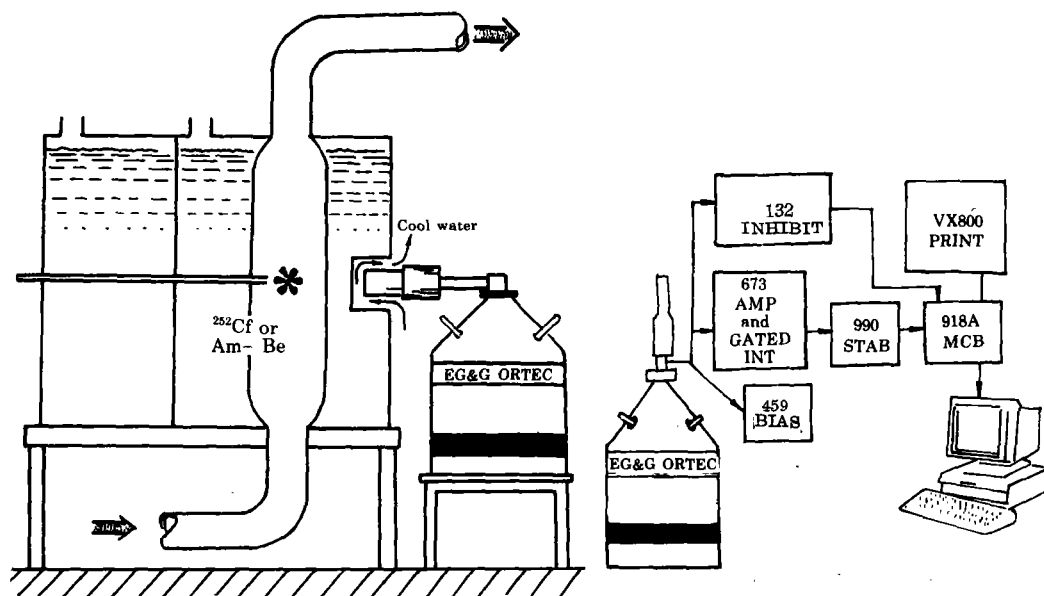 Cool water
²⁵²Cf or
Am- Be
EG&G ORTEC
132
INHIBIT
673
AMP
and
GATED
INT
990
STAB
918A
MCB
VX800
PRINT
459
BIAS
EG&G ORTEC